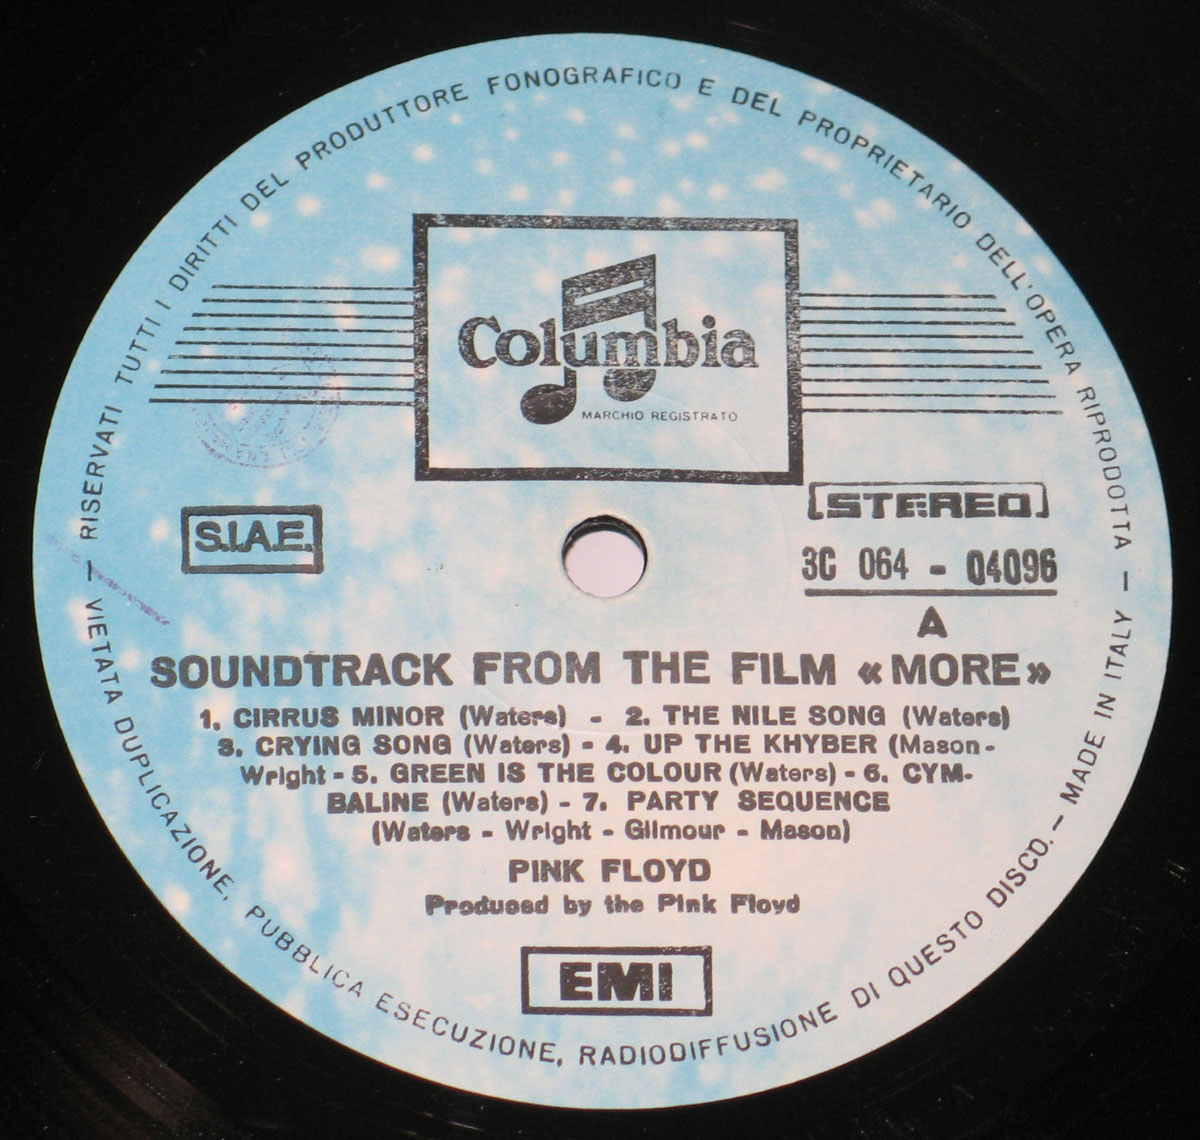 RISERVATI TUTTI I DIRITTI DEL PRODUTTORE FONOGRAFICO E DEL PROPRIETARIO DELL'OPERA RIPRODOTTA — MADE IN ITALY —
VIETATA DUPLICAZIONE, PUBBLICA ESECUZIONE, RADIODIFFUSIONE DI QUESTO DISCO. —
Columbia
MARCHIO REGISTRATO
S.I.A.E.
STEREO
3C 064 - 04096
A
SOUNDTRACK FROM THE FILM «MORE»
1. CIRRUS MINOR (Waters) - 2. THE NILE SONG (Waters)
3. CRYING SONG (Waters) - 4. UP THE KHYBER (Mason-
Wright - 5. GREEN IS THE COLOUR (Waters) - 6. CYM-
BALINE (Waters) - 7. PARTY SEQUENCE
(Waters - Wright - Gilmour - Mason)
PINK FLOYD
Produced by the Pink Floyd
EMI